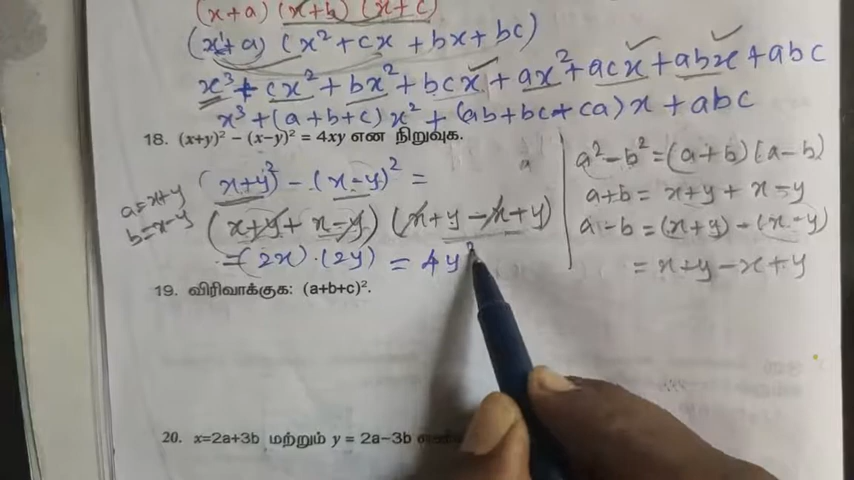 (x+a) (x+b) (x+c)
(x+a) (x² + cx + bx + bc)
x³ + cx² + bx² + bcx + ax² + acx + abx + abc
x³ + (a+b+c) x² + (ab+bc+ca) x + abc
18. (x+y)² − (x−y)² = 4xy என நிறுவுக.
(x+y)² − (x−y)² =
a=x+y
b=x−y
(x+y + x−y) (x+y −x+y)
= (2x) . (2y) = 4y²
a²−b² = (a+b) (a−b)
a+b = x+y + x−y
a−b = (x+y) − (x−y)
= x+y −x+y
19. விரிவாக்குக: (a+b+c)².
20. x=2a+3b மற்றும் y = 2a−3b